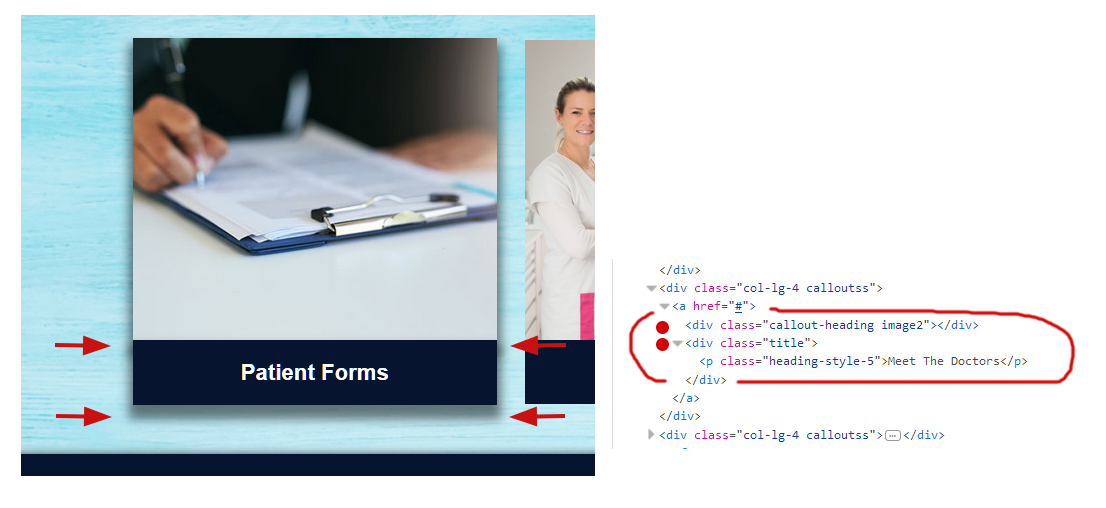 Patient Forms
</div>
<div class="col-lg-4 calloutss">
<a href="#">
<div class="callout-heading image2"></div>
<div class="title">
<p class="heading-style-5">Meet The Doctors</p>
</div>
</a>
</div>
<div class="col-lg-4 calloutss">…</div>